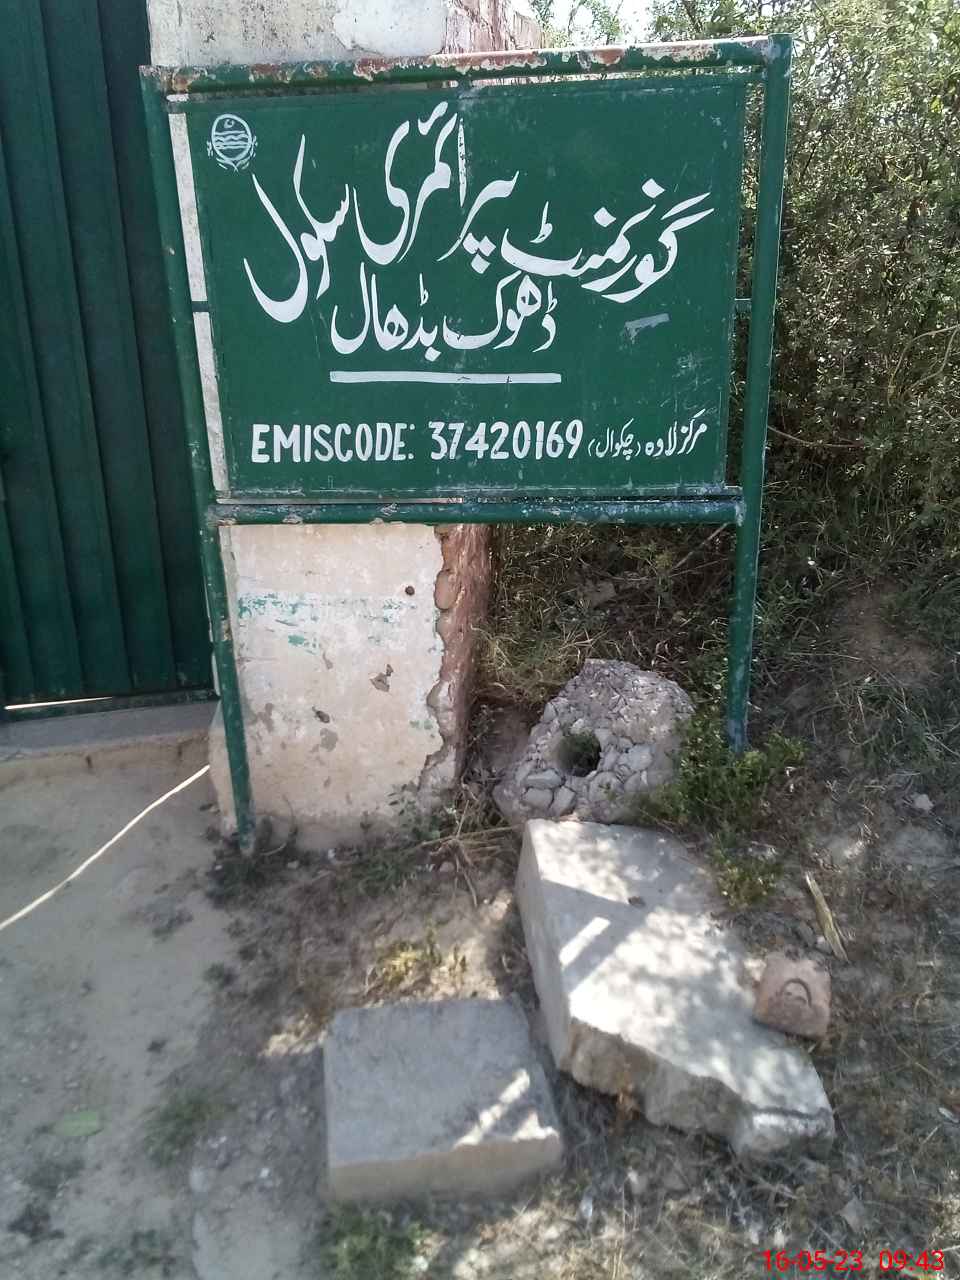 گورنمنٹ پرائمری سکول
ڈھوک بڈھال
EMISCODE: 37420169 مرکز لاوہ (چکوال)
16-05-23 09:43